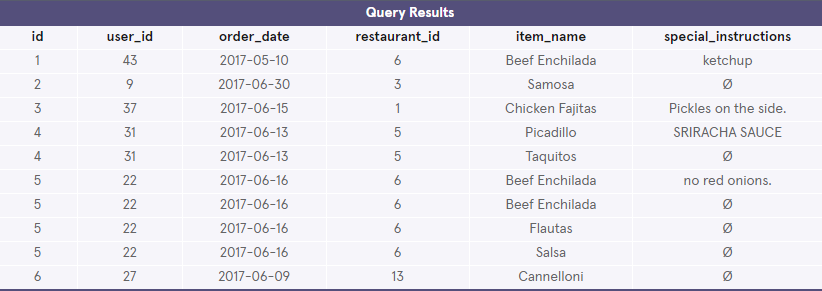 Query Results
id user_id order_date restaurant_id item_name special_instructions
1 43 2017-05-10 6 Beef Enchilada ketchup
2 9 2017-06-30 3 Samosa Ø
3 37 2017-06-15 1 Chicken Fajitas Pickles on the side.
4 31 2017-06-13 5 Picadillo SRIRACHA SAUCE
4 31 2017-06-13 5 Taquitos Ø
5 22 2017-06-16 6 Beef Enchilada no red onions.
5 22 2017-06-16 6 Beef Enchilada Ø
5 22 2017-06-16 6 Flautas Ø
5 22 2017-06-16 6 Salsa Ø
6 27 2017-06-09 13 Cannelloni Ø